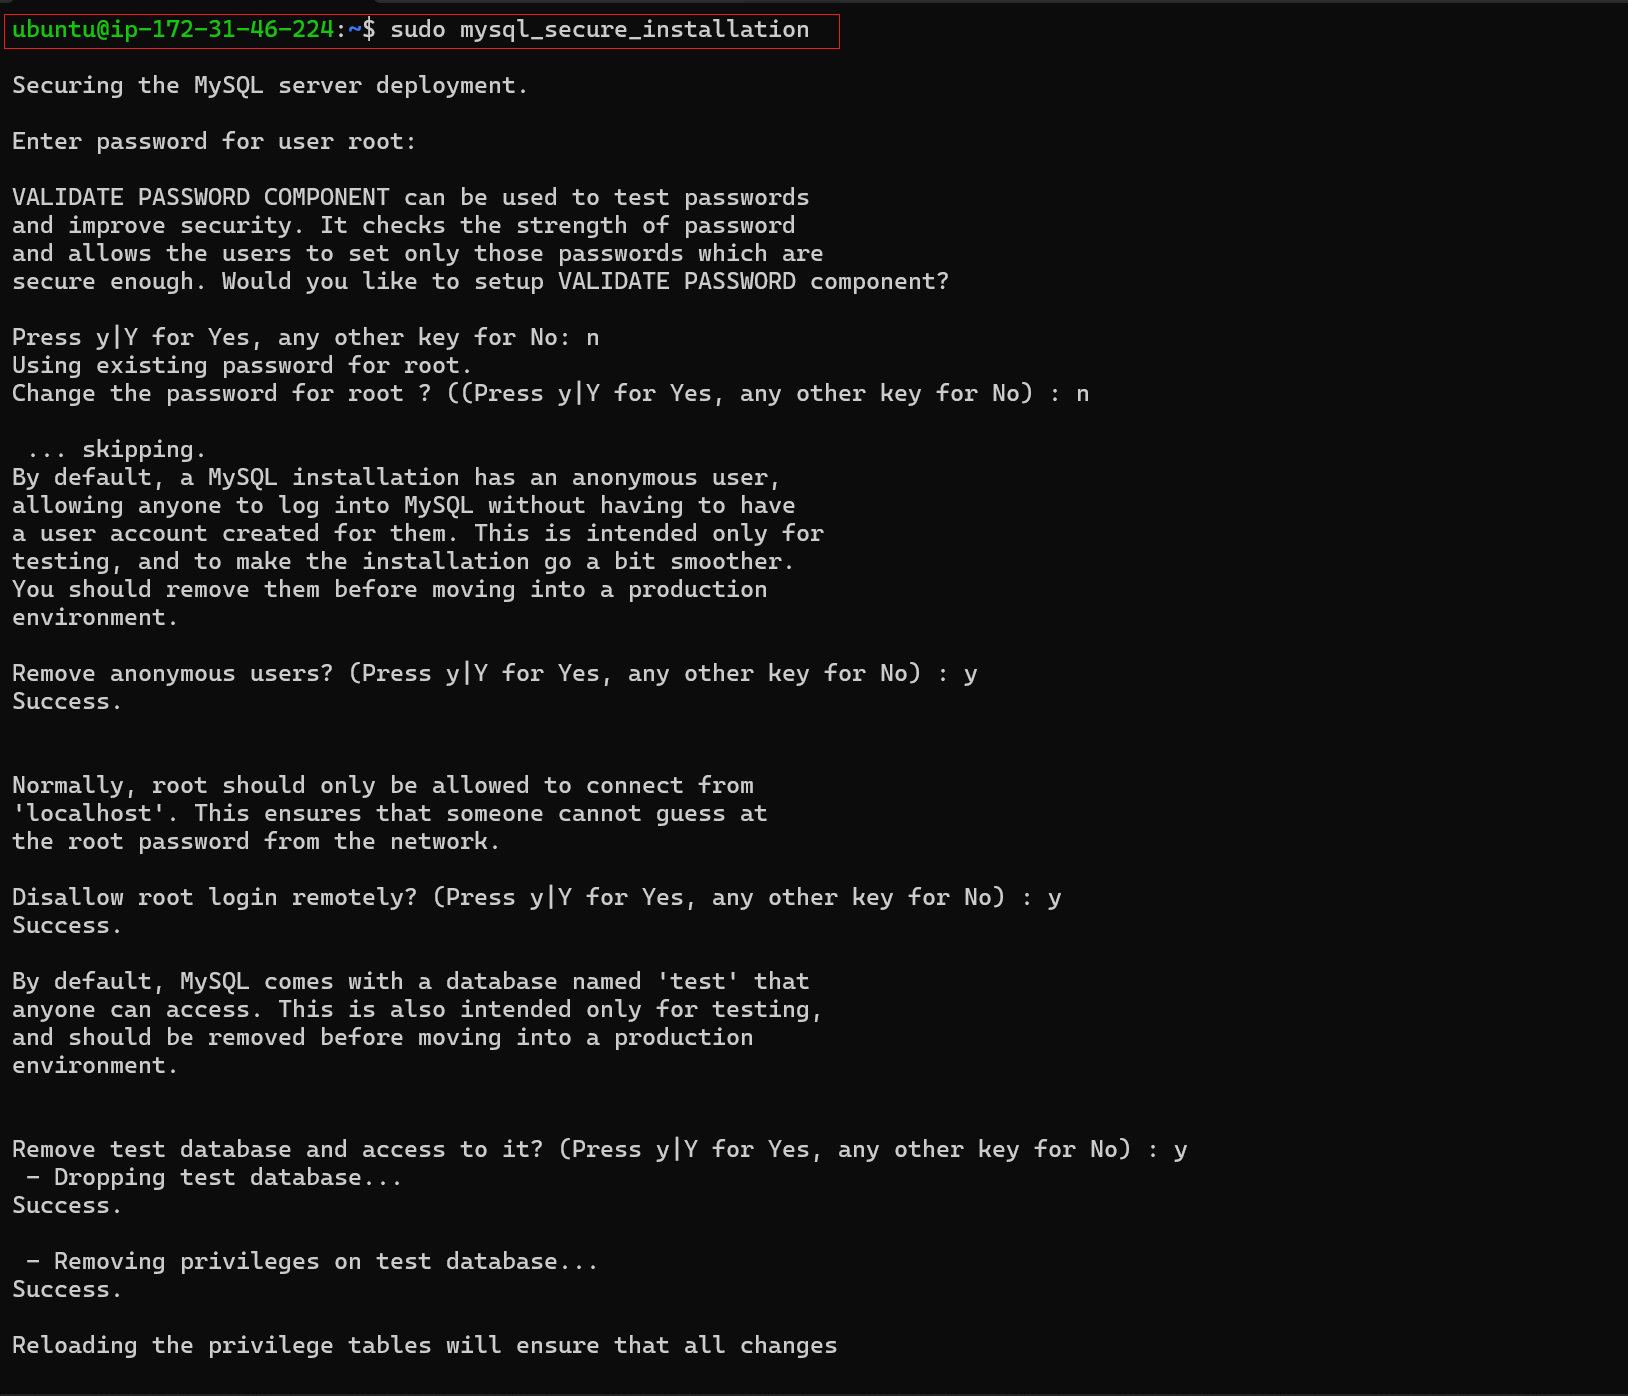 ubuntu@ip-172-31-46-224:~$ sudo mysql_secure_installation
Securing the MySQL server deployment.
Enter password for user root:
VALIDATE PASSWORD COMPONENT can be used to test passwords
and improve security. It checks the strength of password
and allows the users to set only those passwords which are
secure enough. Would you like to setup VALIDATE PASSWORD component?
Press y|Y for Yes, any other key for No: n
Using existing password for root.
Change the password for root ? ((Press y|Y for Yes, any other key for No) : n
 ... skipping.
By default, a MySQL installation has an anonymous user,
allowing anyone to log into MySQL without having to have
a user account created for them. This is intended only for
testing, and to make the installation go a bit smoother.
You should remove them before moving into a production
environment.
Remove anonymous users? (Press y|Y for Yes, any other key for No) : y
Success.
Normally, root should only be allowed to connect from
'localhost'. This ensures that someone cannot guess at
the root password from the network.
Disallow root login remotely? (Press y|Y for Yes, any other key for No) : y
Success.
By default, MySQL comes with a database named 'test' that
anyone can access. This is also intended only for testing,
and should be removed before moving into a production
environment.
Remove test database and access to it? (Press y|Y for Yes, any other key for No) : y
 - Dropping test database...
Success.
 - Removing privileges on test database...
Success.
Reloading the privilege tables will ensure that all changes